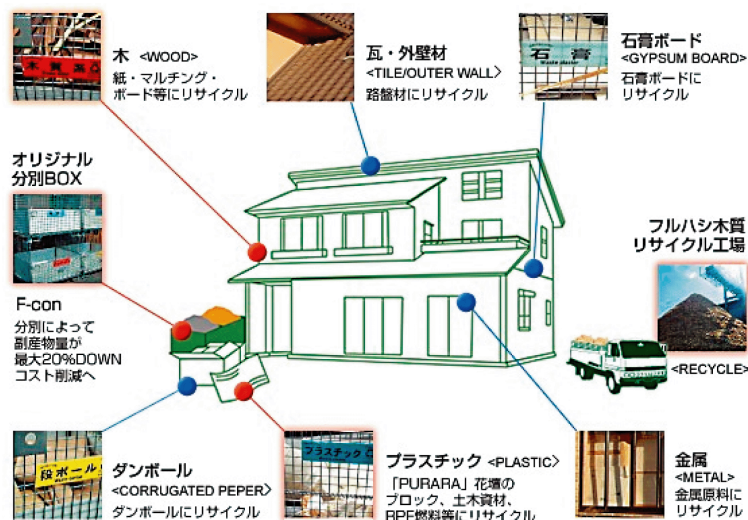 木 <WOOD>
紙・マルチング・
ボード等にリサイクル
瓦・外壁材
<TILE/OUTER WALL>
路盤材にリサイクル
石膏
石膏ボード
<GYPSUM BOARD>
石膏ボードに
リサイクル
木質
オリジナル
分別BOX
F-con
分別によって
副産物量が
最大20%DOWN
コスト削減へ
フルハシ木質
リサイクル工場
<RECYCLE>
段ボール
ダンボール
<CORRUGATED PEPER>
ダンボールにリサイクル
プラスチック
プラスチック <PLASTIC>
「PURARA」花壇の
ブロック、土木資材、
RPF燃料等にリサイクル
金属
<METAL>
金属原料に
リサイクル